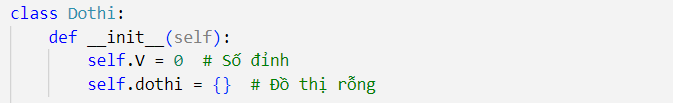 class Dothi:
    def __init__(self):
        self.V = 0  # Số đỉnh
        self.dothi = {}  # Đồ thị rỗng